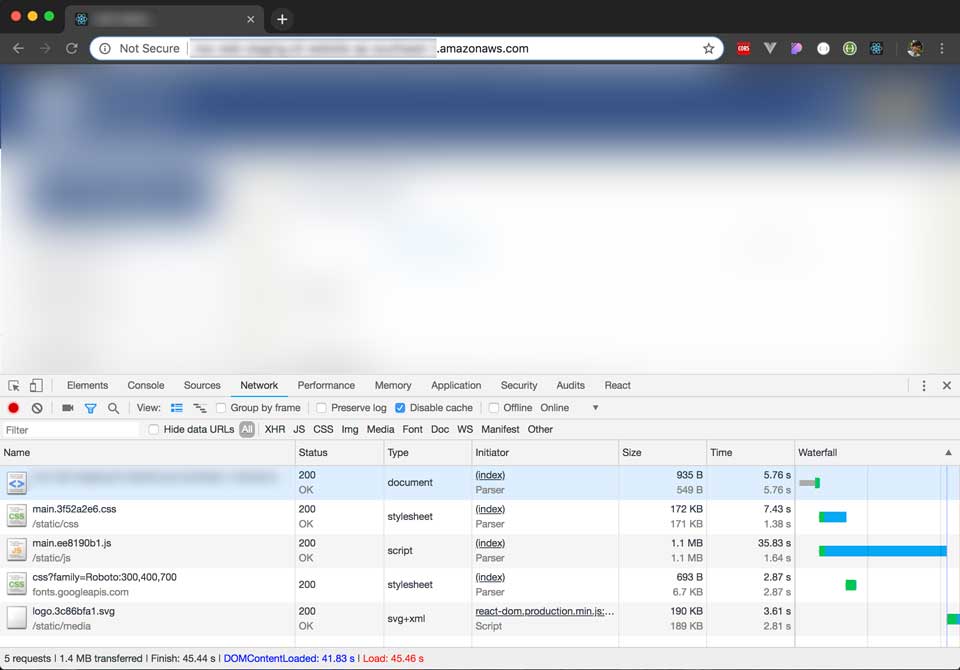 Not Secure
.amazonaws.com
CORS
Elements Console Sources Network Performance Memory Application Security Audits React
View: Group by frame Preserve log Disable cache Offline Online
Filter Hide data URLs All XHR JS CSS Img Media Font Doc WS Manifest Other
Name Status Type Initiator Size Time Waterfall
200 document (index) 935 B 5.76 s
OK Parser 549 B 5.76 s
main.3f52a2e6.css 200 stylesheet (index) 172 KB 7.43 s
/static/css OK Parser 171 KB 1.38 s
main.ee8190b1.js 200 script (index) 1.1 MB 35.83 s
/static/js OK Parser 1.1 MB 1.64 s
css?family=Roboto:300,400,700 200 stylesheet (index) 693 B 2.87 s
fonts.googleapis.com Parser 6.7 KB 2.87 s
logo.3c86bfa1.svg 200 svg+xml react-dom.production.min.js:... 190 KB 3.61 s
/static/media OK Script 189 KB 2.81 s
5 requests | 1.4 MB transferred | Finish: 45.44 s | DOMContentLoaded: 41.83 s | Load: 45.46 s